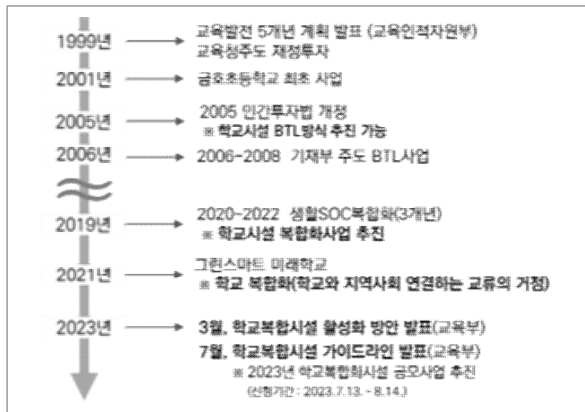 1999년 교육발전 5개년 계획 발표 (교육인적자원부)
교육청주도 재정투자
2001년 금호초등학교 최초 사업
2005년 2005 민간투자법 개정
※ 학교시설 BTL방식 추진 가능
2006년 2006-2008 기재부 주도 BTL사업
2019년 2020-2022 생활SOC복합화(3개년)
※ 학교시설 복합화사업 추진
2021년 그린스마트 미래학교
※ 학교 복합화(학교와 지역사회 연결하는 교류의 거점)
2023년 3월, 학교복합시설 활성화 방안 발표(교육부)
7월, 학교복합시설 가이드라인 발표(교육부)
※ 2023년 학교복합화시설 공모사업 추진
(신청기간 : 2023.7.13. - 8.14.)